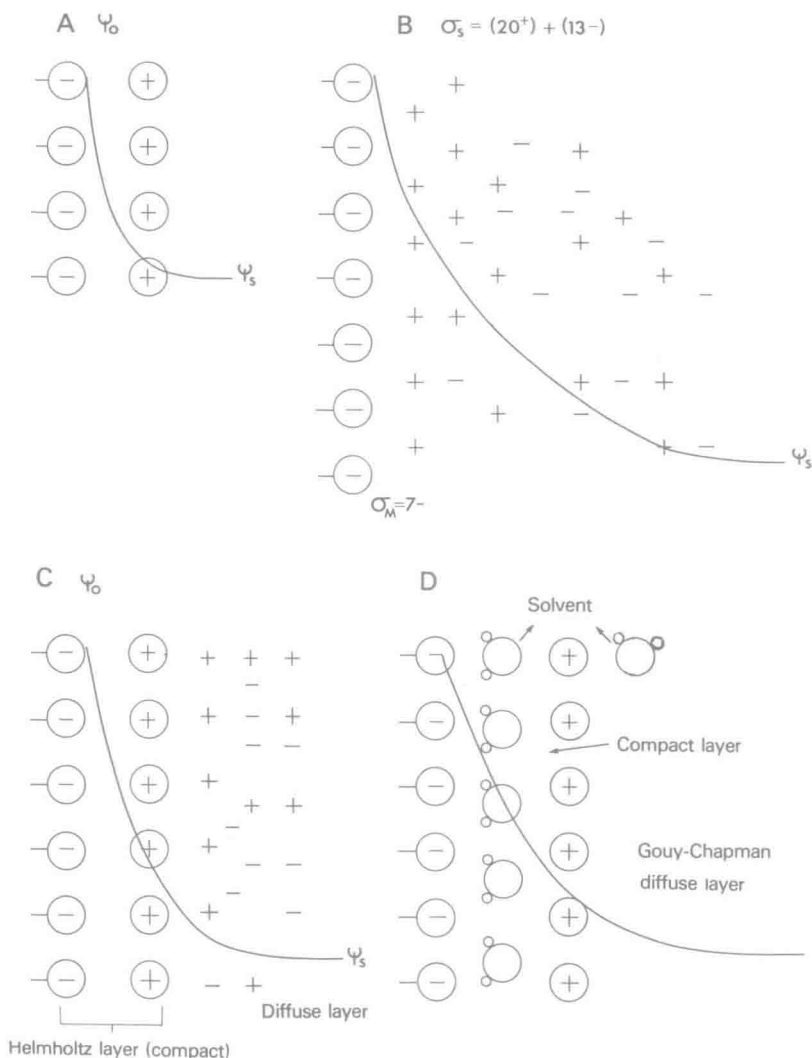 A Ψo
B σs = (20+) + (13-)
Ψs
Ψs
σM=7-
C Ψo
D
Solvent
Compact layer
Gouy-Chapman
diffuse layer
Ψs
Diffuse layer
Helmholtz layer (compact)